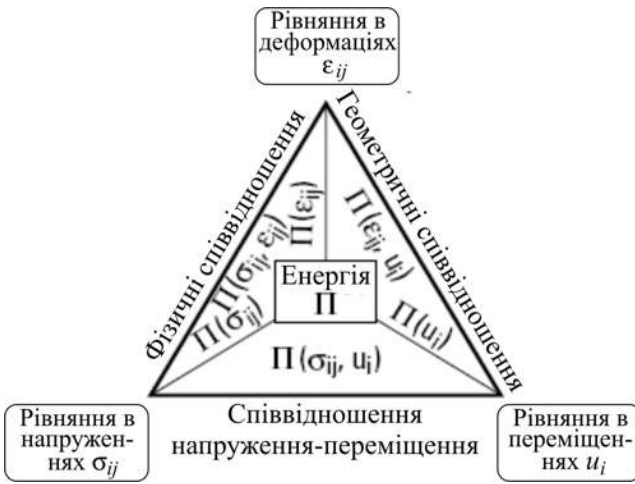 Рівняння в
деформаціях
ε_ij
Фізичні співвідношення
Геометричні співвідношення
Π(ε_ij)
Π(σ_ij, ε_ij)
Π(σ_ij)
Π(ε_ij, u_i)
Π(u_i)
Енергія
Π
Π(σ_ij, u_i)
Рівняння в
напружен-
нях σ_ij
Співвідношення
напруження-переміщення
Рівняння в
переміщен-
нях u_i